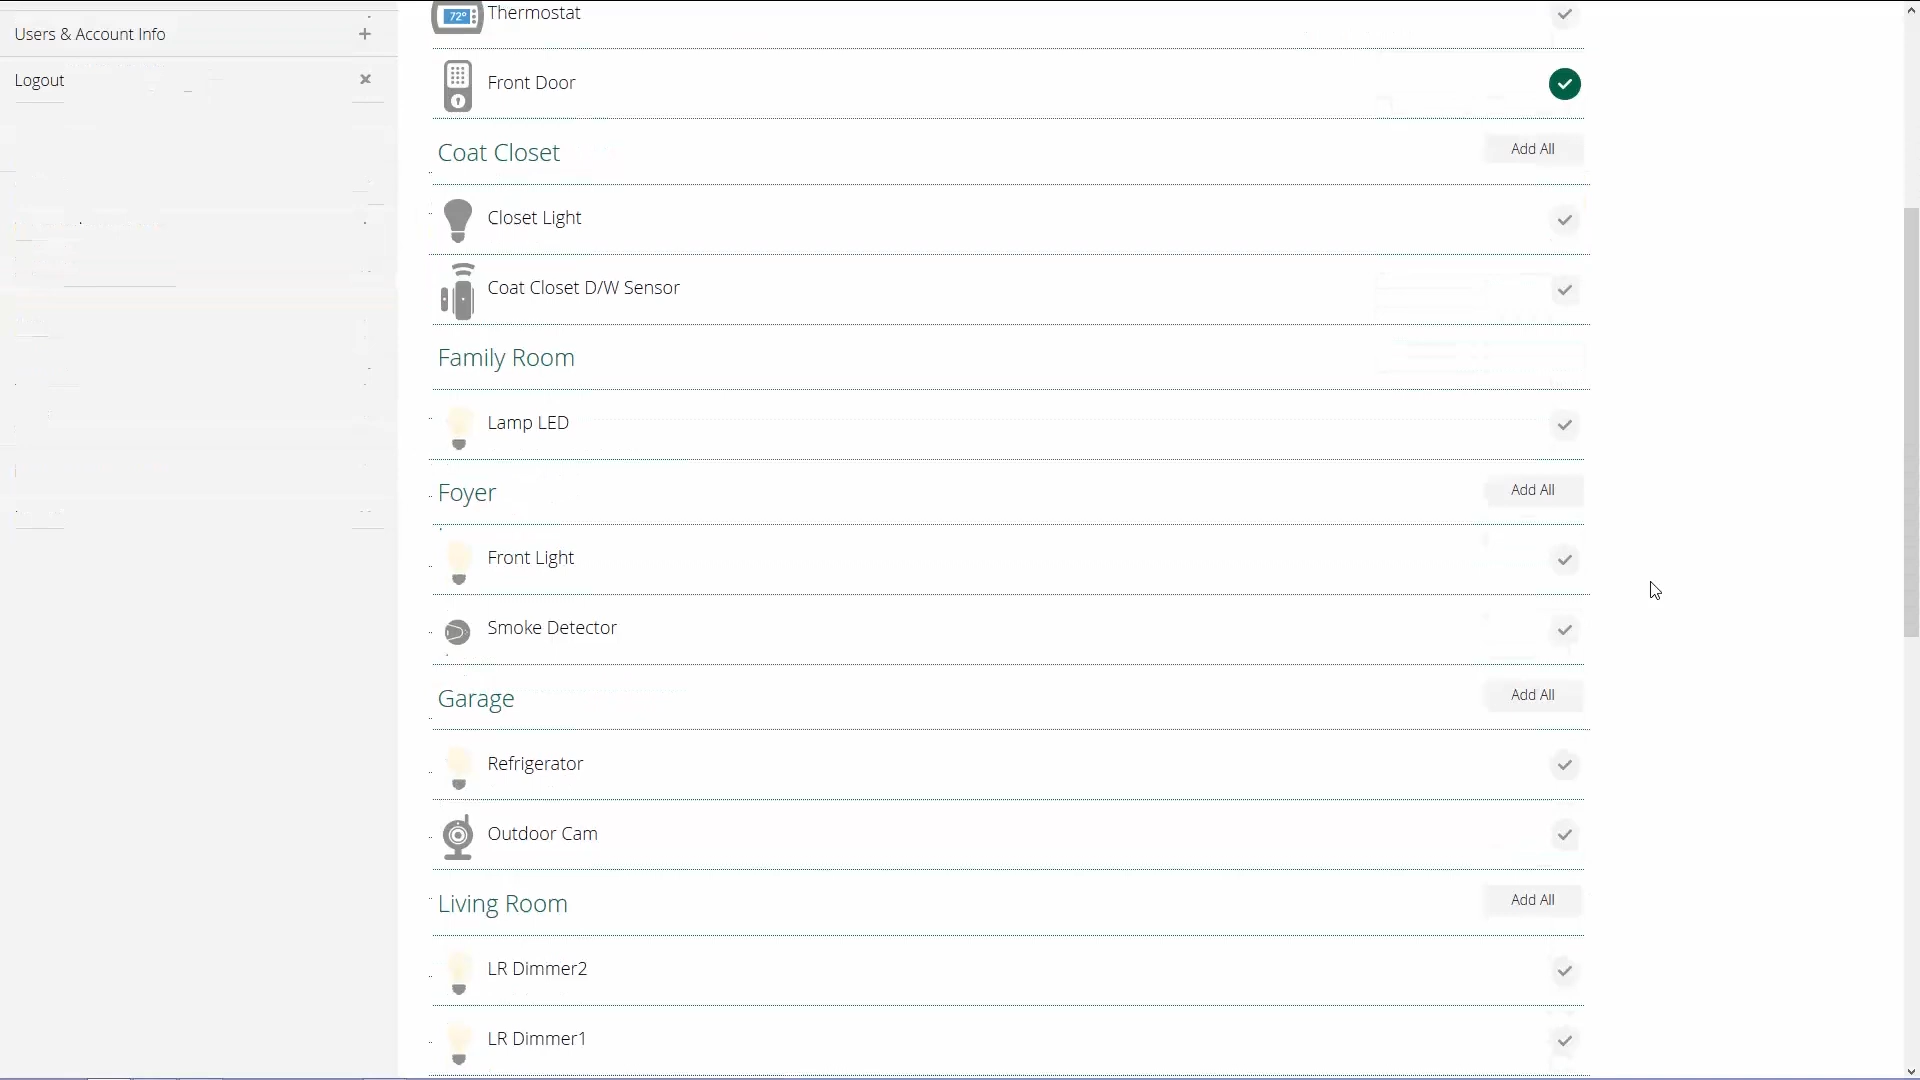 Users & Account Info
Logout
72°
Thermostat
Front Door
Coat Closet
Add All
Closet Light
Coat Closet D/W Sensor
Family Room
Lamp LED
Foyer
Add All
Front Light
Smoke Detector
Garage
Add All
Refrigerator
Outdoor Cam
Living Room
Add All
LR Dimmer2
LR Dimmer1